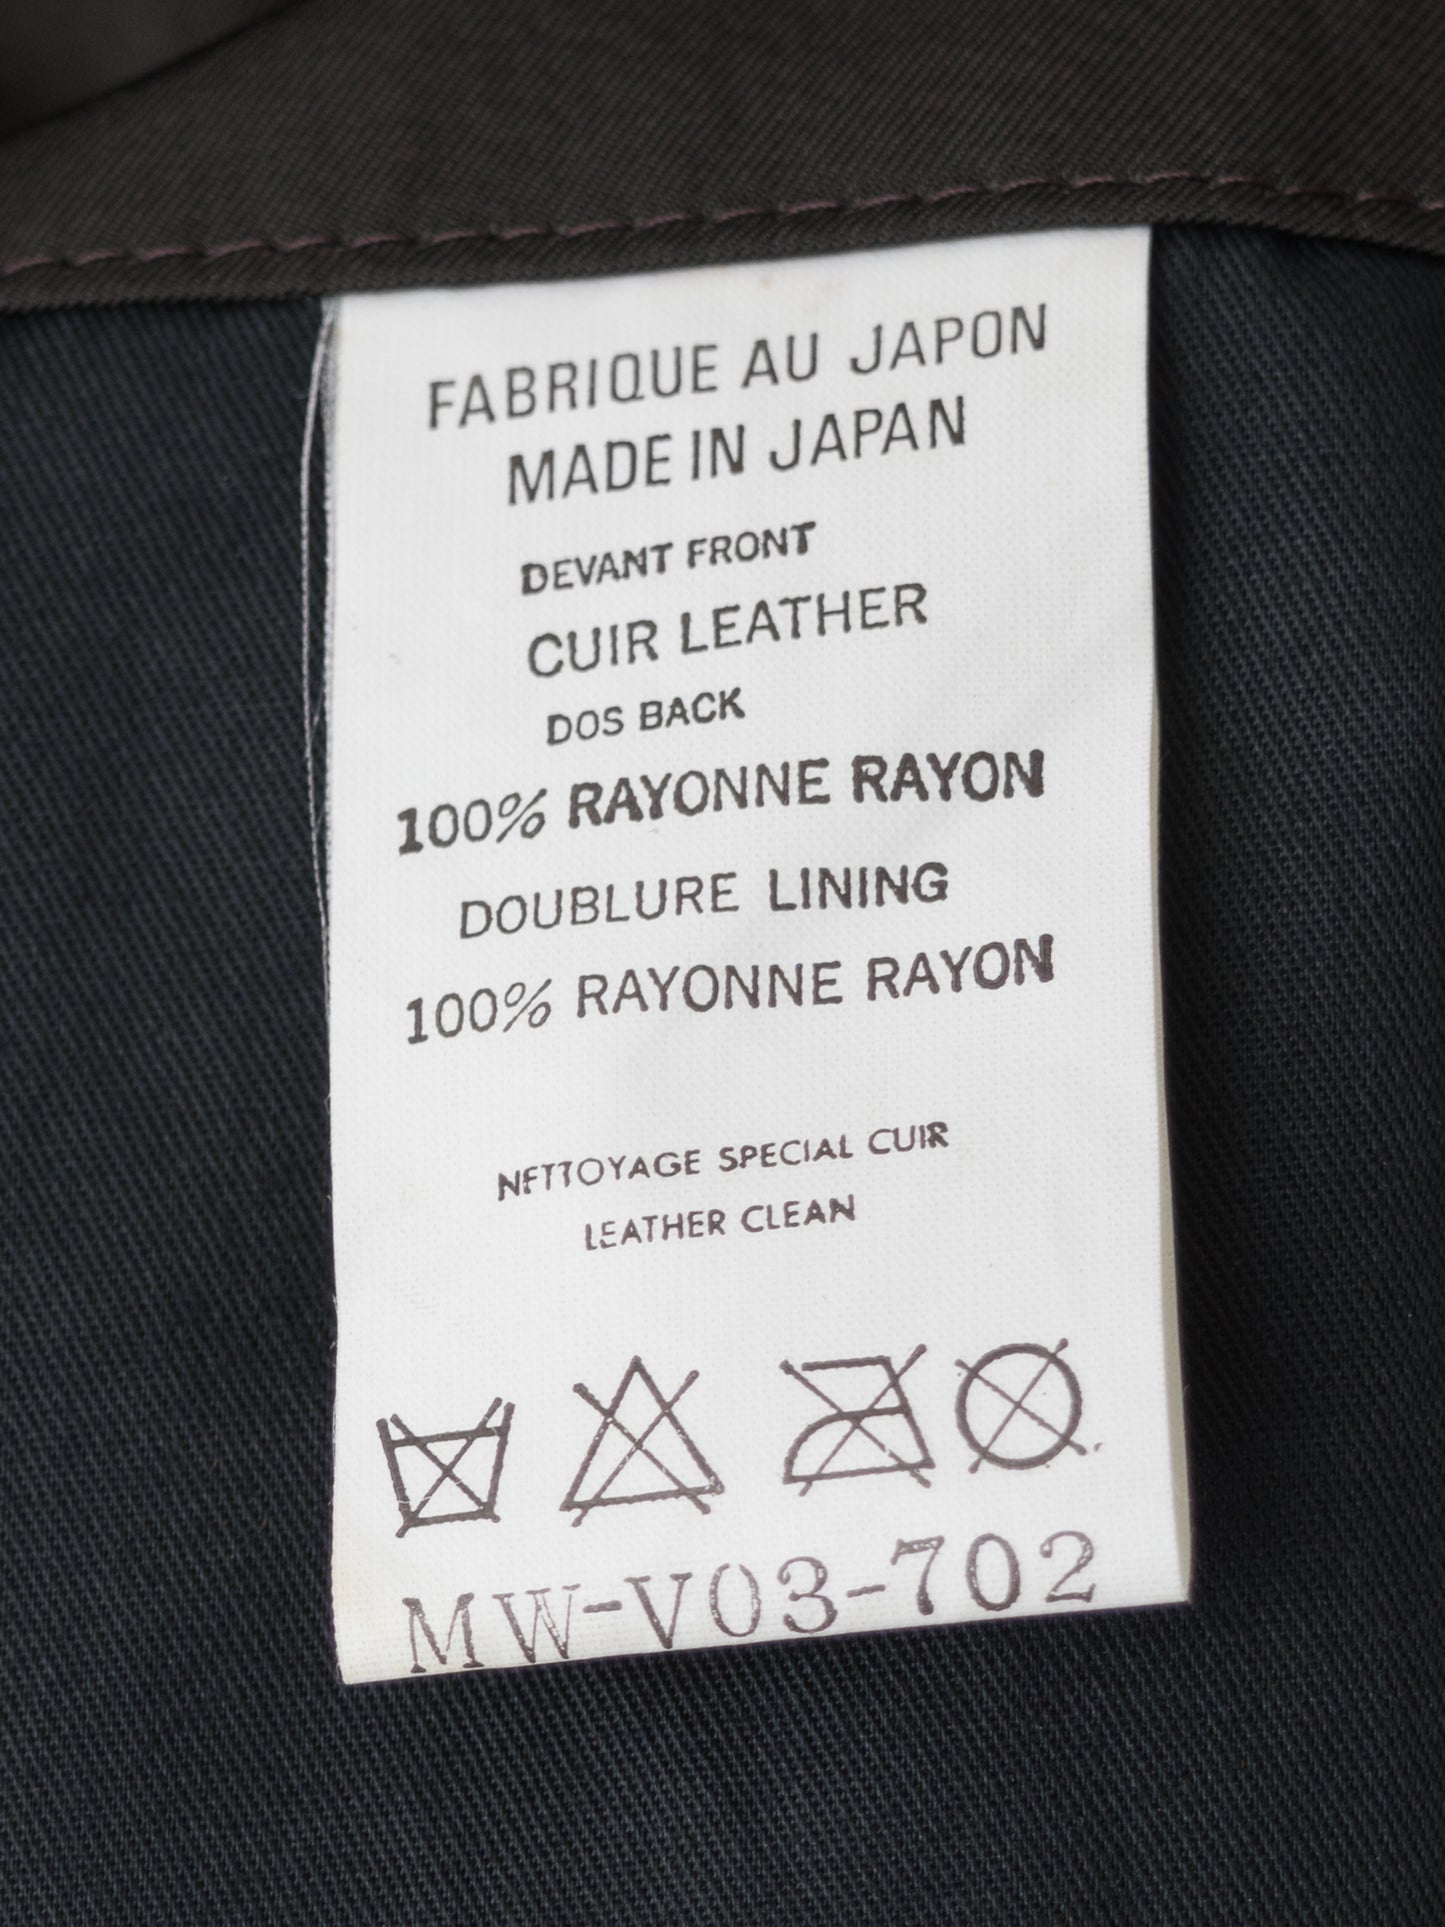 FABRIQUE AU JAPON
MADE IN JAPAN
DEVANT FRONT
CUIR LEATHER
DOS BACK
100% RAYONNE RAYON
DOUBLURE LINING
100% RAYONNE RAYON
NETTOYAGE SPECIAL CUIR
LEATHER CLEAN
MW-V03-702